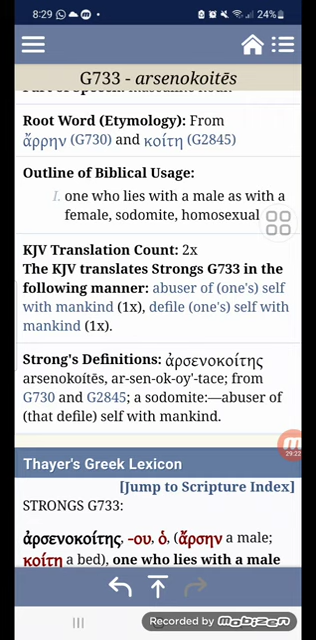 8:29 24%
G733 - arsenokoitēs
Root Word (Etymology): From
ἄρρην (G730) and κοίτη (G2845)
Outline of Biblical Usage:
I. one who lies with a male as with a
female, sodomite, homosexual
KJV Translation Count: 2x
The KJV translates Strongs G733 in the
following manner: abuser of (one's) self
with mankind (1x), defile (one's) self with
mankind (1x).
Strong's Definitions: ἀρσενοκοίτης
arsenokoítēs, ar-sen-ok-oy'-tace; from
G730 and G2845; a sodomite:—abuser of
(that defile) self with mankind.
29:22
Thayer's Greek Lexicon
[Jump to Scripture Index]
STRONGS G733:
ἀρσενοκοίτης, -ου, ὁ, (ἄρσην a male;
κοίτη a bed), one who lies with a male
Recorded by mobizen